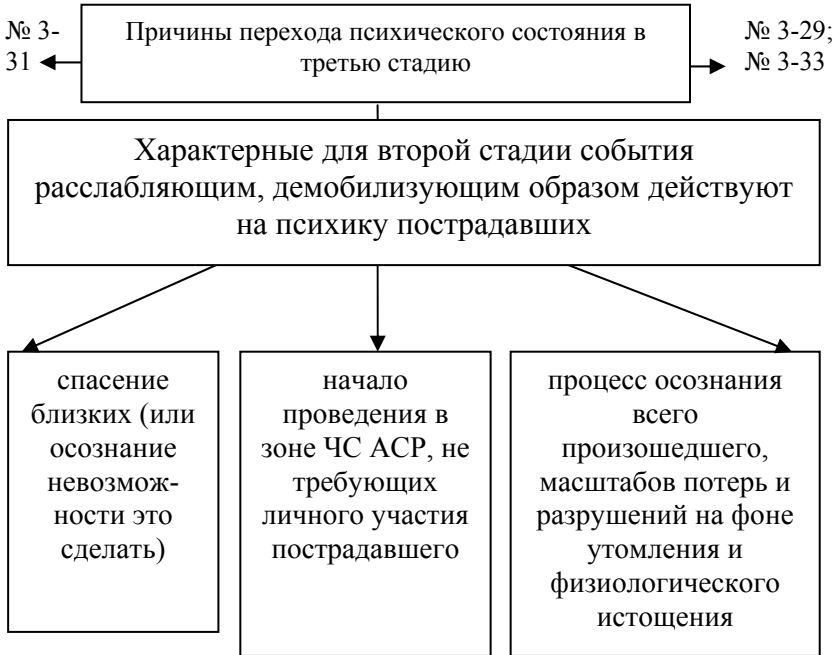 № 3-
31
Причины перехода психического состояния в
третью стадию
№ 3-29;
№ 3-33
Характерные для второй стадии события
расслабляющим, демобилизующим образом действуют
на психику пострадавших
спасение
близких (или
осознание
невозмож-
ности это
сделать)
начало
проведения в
зоне ЧС АСР, не
требующих
личного участия
пострадавшего
процесс осознания
всего
произошедшего,
масштабов потерь и
разрушений на фоне
утомления и
физиологического
истощения